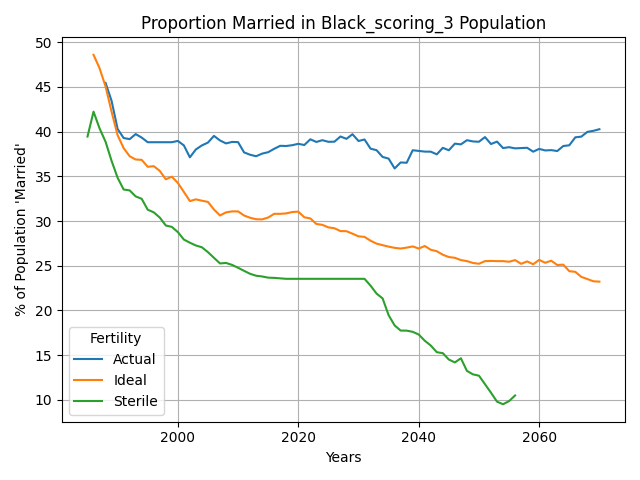 Proportion Married in Black_scoring_3 Population
% of Population 'Married'
50
45
40
35
30
25
20
15
10
Fertility
Actual
Ideal
Sterile
2000 2020 2040 2060
Years